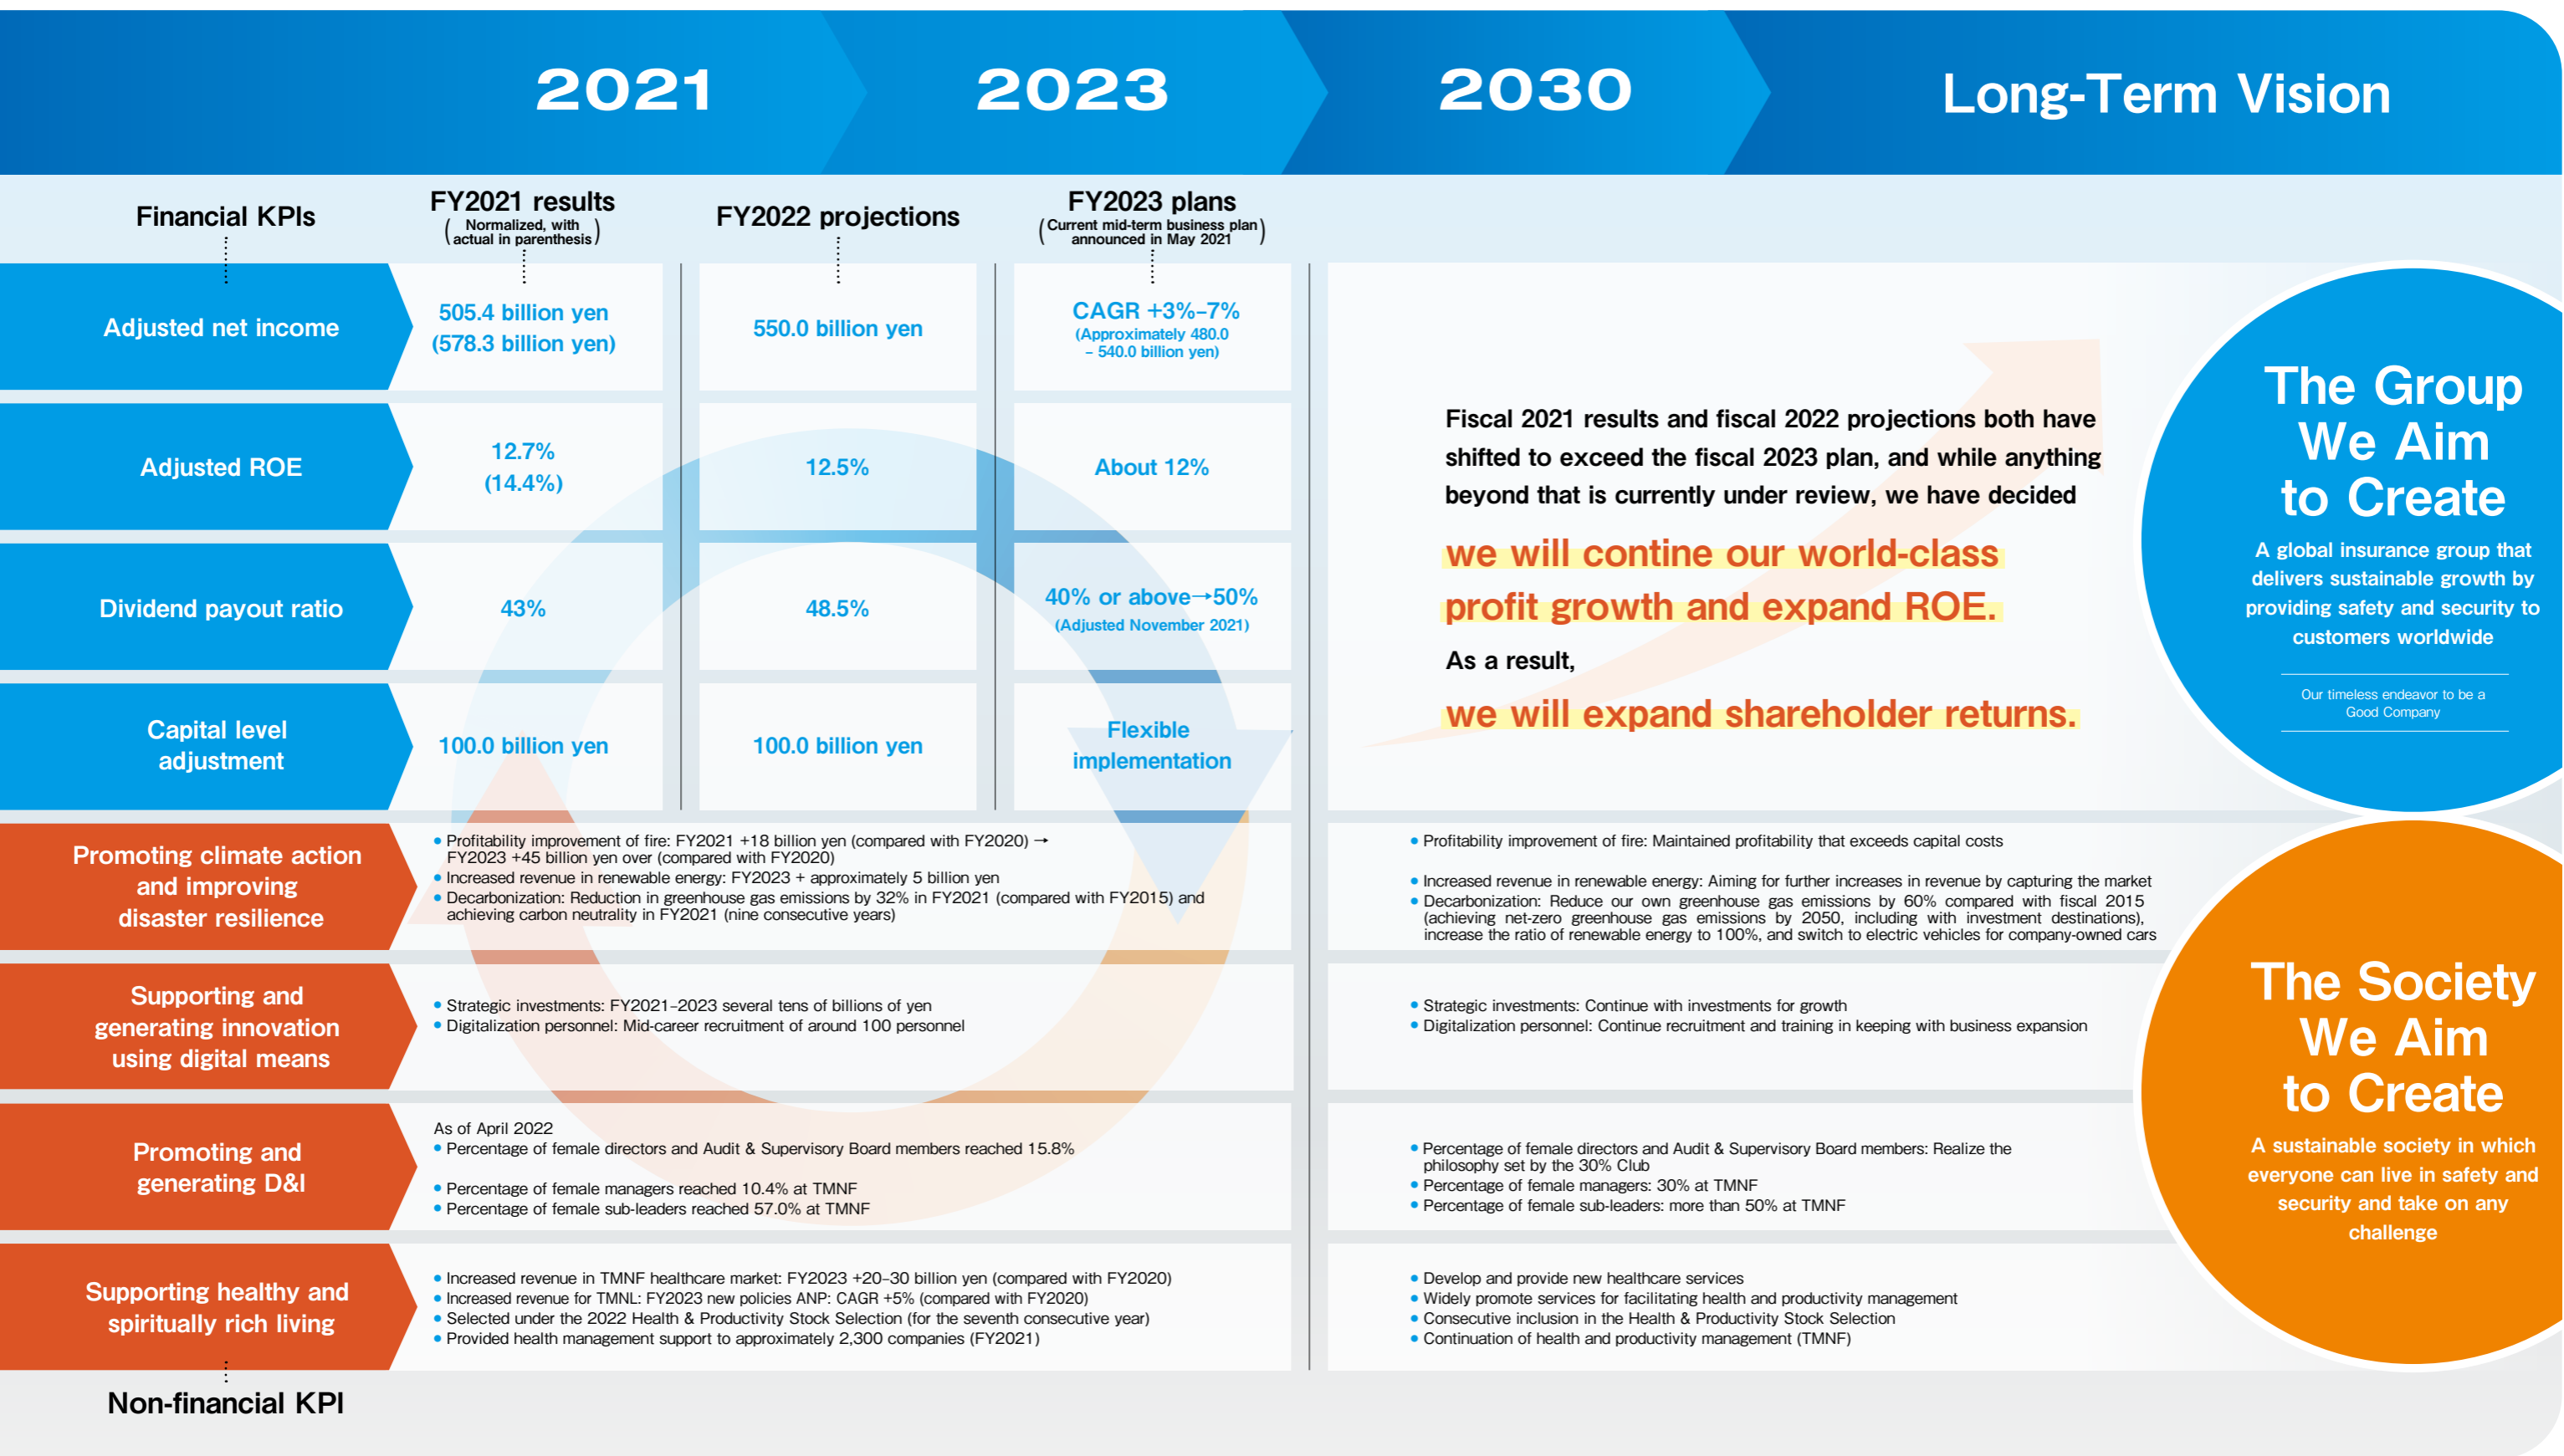 2021
2023
2030
Long-Term Vision
Financial KPIs
FY2021 results
(Normalized, with
actual in parenthesis)
FY2022 projections
FY2023 plans
(Current mid-term business plan
announced in May 2021)
Adjusted net income
505.4 billion yen
(578.3 billion yen)
550.0 billion yen
CAGR +3%–7%
(Approximately 480.0
– 540.0 billion yen)
Adjusted ROE
12.7%
(14.4%)
12.5%
About 12%
Dividend payout ratio
43%
48.5%
40% or above→50%
(Adjusted November 2021)
Capital level
adjustment
100.0 billion yen
100.0 billion yen
Flexible
implementation
Fiscal 2021 results and fiscal 2022 projections both have
shifted to exceed the fiscal 2023 plan, and while anything
beyond that is currently under review, we have decided
we will contine our world-class
profit growth and expand ROE.
As a result,
we will expand shareholder returns.
The Group
We Aim
to Create
A global insurance group that
delivers sustainable growth by
providing safety and security to
customers worldwide
Our timeless endeavor to be a
Good Company
Promoting climate action
and improving
disaster resilience
• Profitability improvement of fire: FY2021 +18 billion yen (compared with FY2020) →
FY2023 +45 billion yen over (compared with FY2020)
• Increased revenue in renewable energy: FY2023 + approximately 5 billion yen
• Decarbonization: Reduction in greenhouse gas emissions by 32% in FY2021 (compared with FY2015) and
achieving carbon neutrality in FY2021 (nine consecutive years)
• Profitability improvement of fire: Maintained profitability that exceeds capital costs
• Increased revenue in renewable energy: Aiming for further increases in revenue by capturing the market
• Decarbonization: Reduce our own greenhouse gas emissions by 60% compared with fiscal 2015
(achieving net-zero greenhouse gas emissions by 2050, including with investment destinations),
increase the ratio of renewable energy to 100%, and switch to electric vehicles for company-owned cars
Supporting and
generating innovation
using digital means
• Strategic investments: FY2021–2023 several tens of billions of yen
• Digitalization personnel: Mid-career recruitment of around 100 personnel
• Strategic investments: Continue with investments for growth
• Digitalization personnel: Continue recruitment and training in keeping with business expansion
Promoting and
generating D&I
As of April 2022
• Percentage of female directors and Audit & Supervisory Board members reached 15.8%
• Percentage of female managers reached 10.4% at TMNF
• Percentage of female sub-leaders reached 57.0% at TMNF
• Percentage of female directors and Audit & Supervisory Board members: Realize the
philosophy set by the 30% Club
• Percentage of female managers: 30% at TMNF
• Percentage of female sub-leaders: more than 50% at TMNF
Supporting healthy and
spiritually rich living
• Increased revenue in TMNF healthcare market: FY2023 +20–30 billion yen (compared with FY2020)
• Increased revenue for TMNL: FY2023 new policies ANP: CAGR +5% (compared with FY2020)
• Selected under the 2022 Health & Productivity Stock Selection (for the seventh consecutive year)
• Provided health management support to approximately 2,300 companies (FY2021)
• Develop and provide new healthcare services
• Widely promote services for facilitating health and productivity management
• Consecutive inclusion in the Health & Productivity Stock Selection
• Continuation of health and productivity management (TMNF)
The Society
We Aim
to Create
A sustainable society in which
everyone can live in safety and
security and take on any
challenge
Non-financial KPI